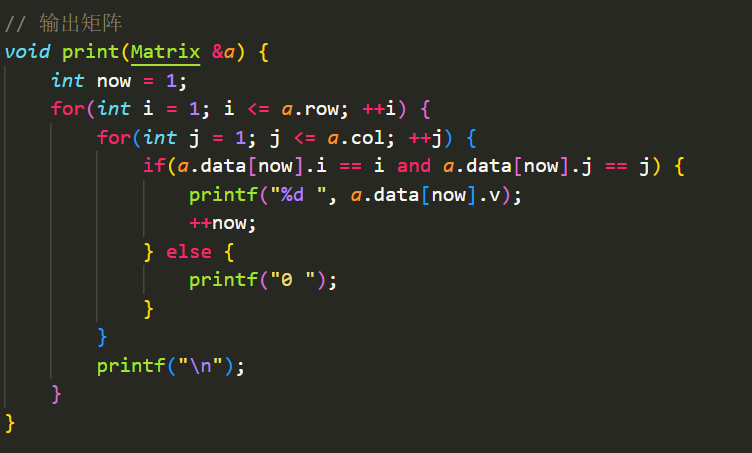 // 输出矩阵
void print(Matrix &a) {
    int now = 1;
    for(int i = 1; i <= a.row; ++i) {
        for(int j = 1; j <= a.col; ++j) {
            if(a.data[now].i == i and a.data[now].j == j) {
                printf("%d ", a.data[now].v);
                ++now;
            } else {
                printf("0 ");
            }
        }
        printf("\n");
    }
}